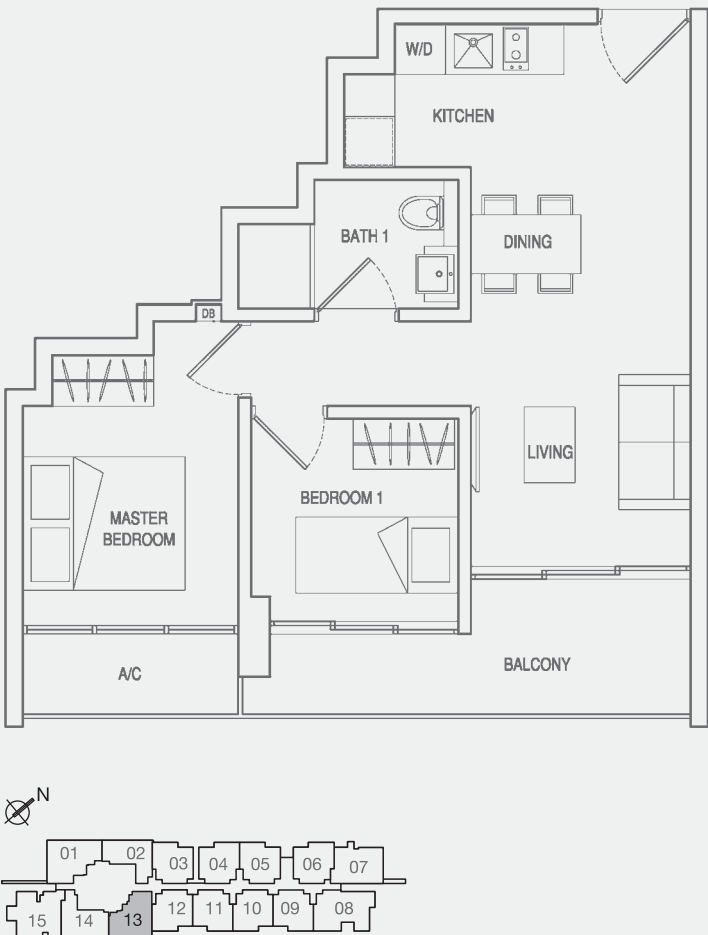 W/D
KITCHEN
BATH 1
DINING
DB
LIVING
BEDROOM 1
MASTER
BEDROOM
BALCONY
A/C
N
01
02
03
04
05
06
07
15
14
13
12
11
10
09
08